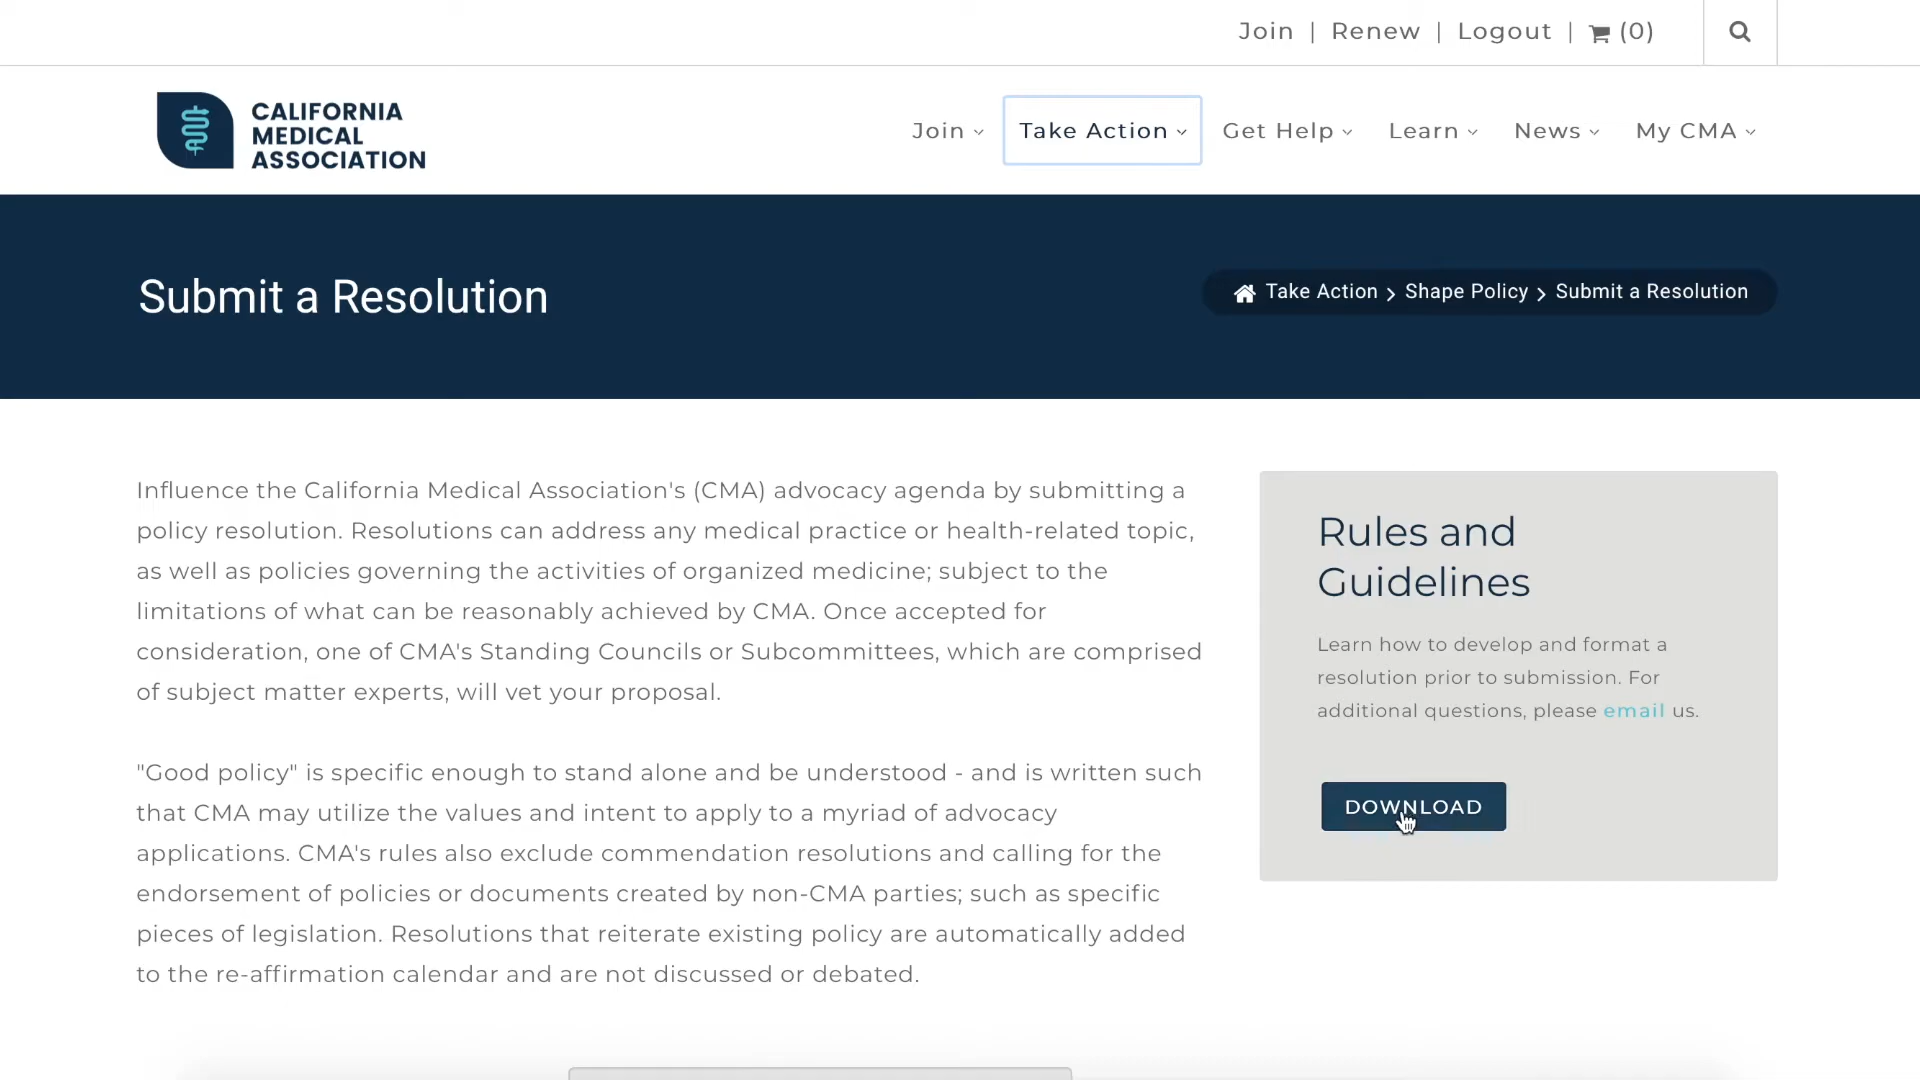 Join | Renew | Logout | (0)
CALIFORNIA
MEDICAL
ASSOCIATION
Join Take Action Get Help Learn News My CMA
Submit a Resolution
Take Action > Shape Policy > Submit a Resolution
Influence the California Medical Association's (CMA) advocacy agenda by submitting a
policy resolution. Resolutions can address any medical practice or health-related topic,
as well as policies governing the activities of organized medicine; subject to the
limitations of what can be reasonably achieved by CMA. Once accepted for
consideration, one of CMA's Standing Councils or Subcommittees, which are comprised
of subject matter experts, will vet your proposal.
"Good policy" is specific enough to stand alone and be understood - and is written such
that CMA may utilize the values and intent to apply to a myriad of advocacy
applications. CMA's rules also exclude commendation resolutions and calling for the
endorsement of policies or documents created by non-CMA parties; such as specific
pieces of legislation. Resolutions that reiterate existing policy are automatically added
to the re-affirmation calendar and are not discussed or debated.
Rules and
Guidelines
Learn how to develop and format a
resolution prior to submission. For
additional questions, please email us.
DOWNLOAD